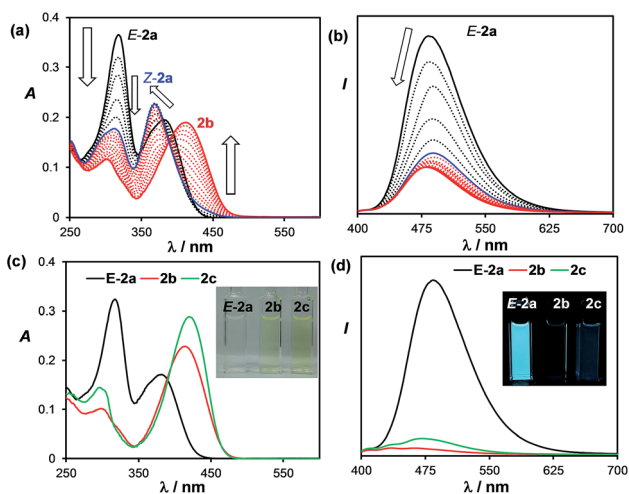 (a)
0.4
0.3
0.2
0.1
0
A
E-2a
Z-2a
2b
250 350 450 550
λ / nm
(b)
E-2a
I
400 475 550 625 700
λ / nm
(c)
E-2a 2b 2c
0.4
0.3
0.2
0.1
0
A
E-2a 2b 2c
250 350 450 550
λ / nm
(d)
E-2a 2b 2c
I
E-2a 2b 2c
400 475 550 625 700
λ / nm